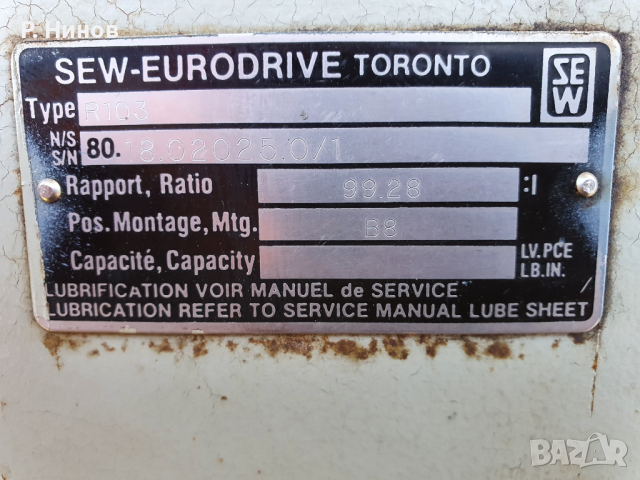 Р. Нинов
SEW-EURODRIVE TORONTO
SEW
Type R103
N/S
S/N 80. 18.02025.0/1
Rapport, Ratio 99.28 :1
Pos. Montage, Mtg. B8
Capacité, Capacity LV.PCE
LB.IN.
LUBRIFICATION VOIR MANUEL de SERVICE /
LUBRICATION REFER TO SERVICE MANUAL LUBE SHEET
BAZAR